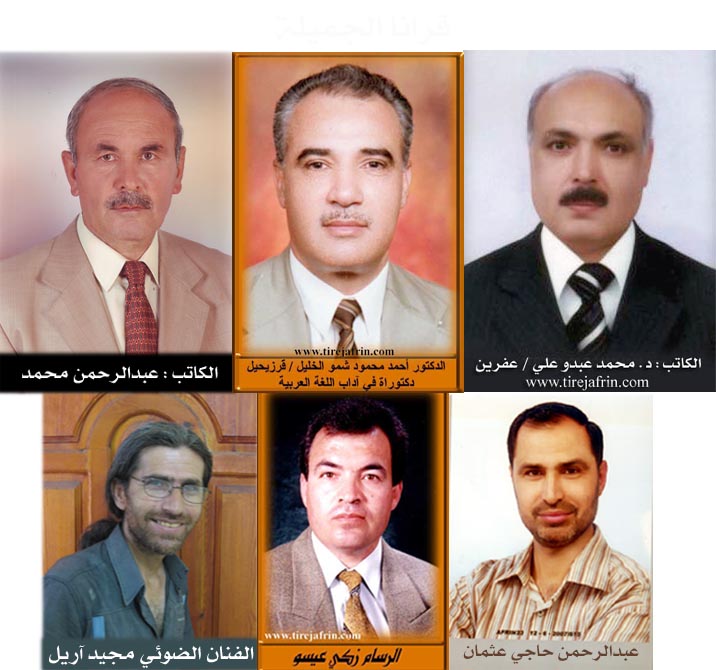 قرانا الجميلة
www.tirejafrin.com
الكاتب : عبدالرحمن محمد
الدكتور أحمد محمود شمو الخليل / قرزيحيل
دكتوراة في آداب اللغة العربية
الكاتب : د. محمد عبدو علي / عفرين
www.tirejafrin.com
الفنان الضوئي مجيد آريل
www.tirejafrin.com
الرسام زكي عيسو
عبدالرحمن حاجي عثمان